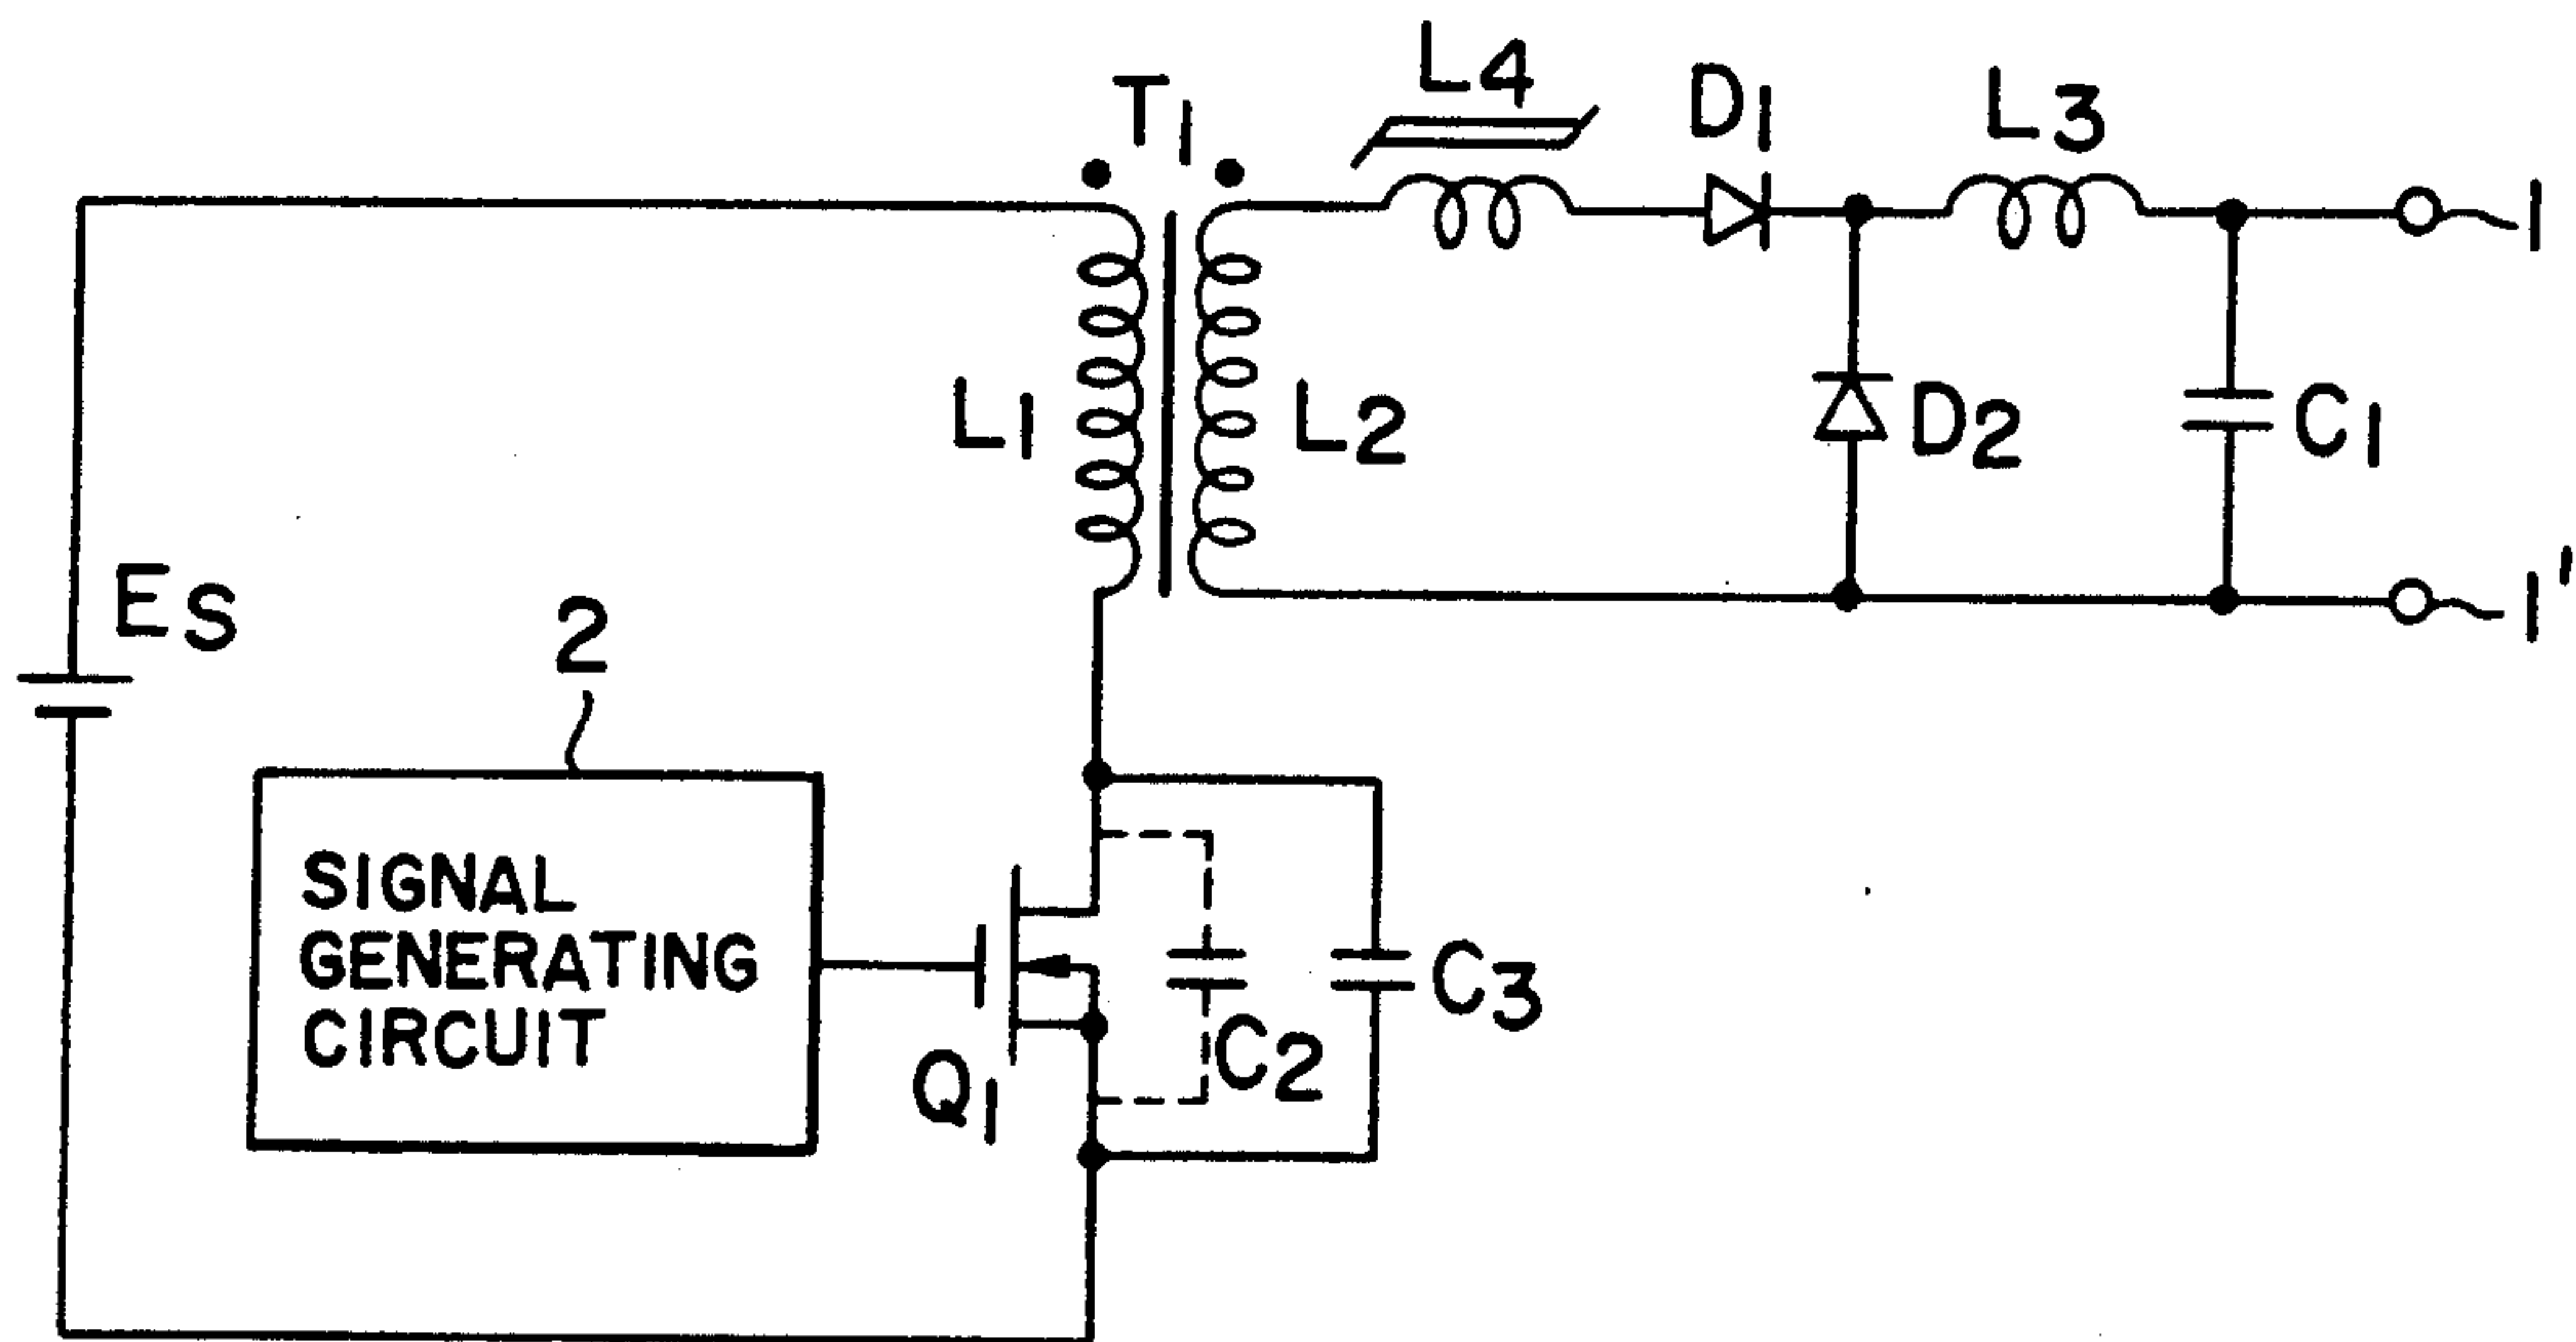 T1
L4
D1
L3
1
L1
L2
D2
C1
1'
ES
2
SIGNAL
GENERATING
CIRCUIT
Q1
C2
C3